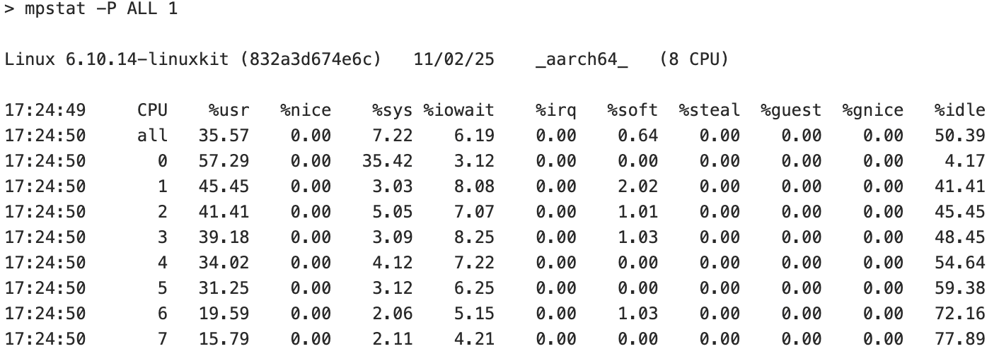 > mpstat -P ALL 1
Linux 6.10.14-linuxkit (832a3d674e6c)   11/02/25    _aarch64_   (8 CPU)
17:24:49     CPU    %usr   %nice    %sys %iowait    %irq   %soft  %steal  %guest  %gnice   %idle
17:24:50     all   35.57    0.00    7.22    6.19    0.00    0.64    0.00    0.00    0.00   50.39
17:24:50       0   57.29    0.00   35.42    3.12    0.00    0.00    0.00    0.00    0.00    4.17
17:24:50       1   45.45    0.00    3.03    8.08    0.00    2.02    0.00    0.00    0.00   41.41
17:24:50       2   41.41    0.00    5.05    7.07    0.00    1.01    0.00    0.00    0.00   45.45
17:24:50       3   39.18    0.00    3.09    8.25    0.00    1.03    0.00    0.00    0.00   48.45
17:24:50       4   34.02    0.00    4.12    7.22    0.00    0.00    0.00    0.00    0.00   54.64
17:24:50       5   31.25    0.00    3.12    6.25    0.00    0.00    0.00    0.00    0.00   59.38
17:24:50       6   19.59    0.00    2.06    5.15    0.00    1.03    0.00    0.00    0.00   72.16
17:24:50       7   15.79    0.00    2.11    4.21    0.00    0.00    0.00    0.00    0.00   77.89